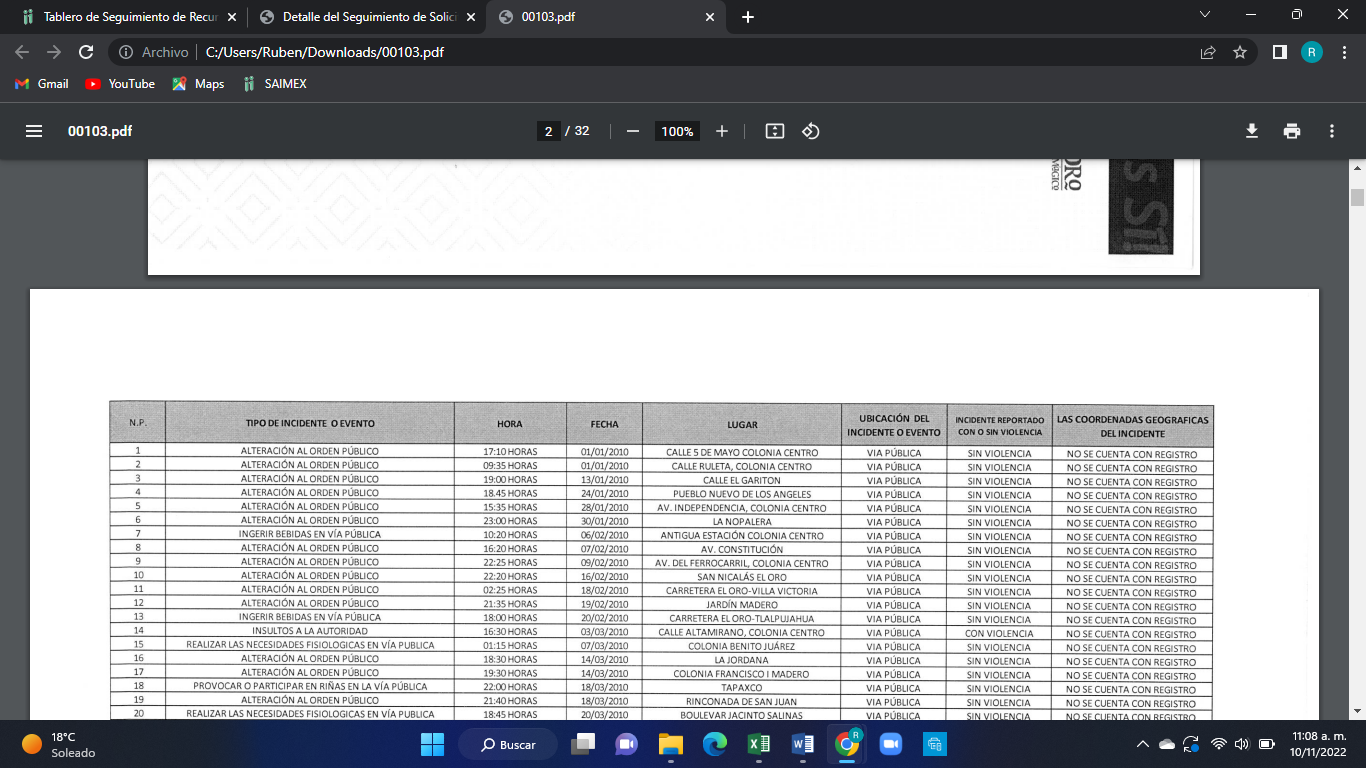 Tablero de Seguimiento de Recur
Detalle del Seguimiento de Solici
00103.pdf
Archivo
C:/Users/Ruben/Downloads/00103.pdf
R
Gmail
YouTube
Maps
SAIMEX
00103.pdf
2 / 32
100%
N.P. TIPO DE INCIDENTE O EVENTO HORA FECHA LUGAR UBICACIÓN DEL INCIDENTE O EVENTO INCIDENTE REPORTADO CON O SIN VIOLENCIA LAS COORDENADAS GEOGRAFICAS DEL INCIDENTE
1 ALTERACIÓN AL ORDEN PÚBLICO 17:10 HORAS 01/01/2010 CALLE 5 DE MAYO COLONIA CENTRO VIA PÚBLICA SIN VIOLENCIA NO SE CUENTA CON REGISTRO
2 ALTERACIÓN AL ORDEN PÚBLICO 09:35 HORAS 01/01/2010 CALLE RULETA, COLONIA CENTRO VIA PÚBLICA SIN VIOLENCIA NO SE CUENTA CON REGISTRO
3 ALTERACIÓN AL ORDEN PÚBLICO 19:00 HORAS 13/01/2010 CALLE EL GARITON VIA PÚBLICA SIN VIOLENCIA NO SE CUENTA CON REGISTRO
4 ALTERACIÓN AL ORDEN PÚBLICO 18.45 HORAS 24/01/2010 PUEBLO NUEVO DE LOS ANGELES VIA PÚBLICA SIN VIOLENCIA NO SE CUENTA CON REGISTRO
5 ALTERACIÓN AL ORDEN PÚBLICO 15:35 HORAS 28/01/2010 AV. INDEPENDENCIA, COLONIA CENTRO VIA PÚBLICA SIN VIOLENCIA NO SE CUENTA CON REGISTRO
6 ALTERACIÓN AL ORDEN PÚBLICO 23:00 HORAS 30/01/2010 LA NOPALERA VIA PÚBLICA SIN VIOLENCIA NO SE CUENTA CON REGISTRO
7 INGERIR BEBIDAS EN VÍA PÚBLICA 10:20 HORAS 06/02/2010 ANTIGUA ESTACIÓN COLONIA CENTRO VIA PÚBLICA SIN VIOLENCIA NO SE CUENTA CON REGISTRO
8 ALTERACIÓN AL ORDEN PÚBLICO 16:20 HORAS 07/02/2010 AV. CONSTITUCIÓN VIA PÚBLICA SIN VIOLENCIA NO SE CUENTA CON REGISTRO
9 ALTERACIÓN AL ORDEN PÚBLICO 22:25 HORAS 09/02/2010 AV. DEL FERROCARRIL, COLONIA CENTRO VIA PÚBLICA SIN VIOLENCIA NO SE CUENTA CON REGISTRO
10 ALTERACIÓN AL ORDEN PÚBLICO 22:20 HORAS 16/02/2010 SAN NICALÁS EL ORO VIA PÚBLICA SIN VIOLENCIA NO SE CUENTA CON REGISTRO
11 ALTERACIÓN AL ORDEN PÚBLICO 02:25 HORAS 18/02/2010 CARRETERA EL ORO-VILLA VICTORIA VIA PÚBLICA SIN VIOLENCIA NO SE CUENTA CON REGISTRO
12 ALTERACIÓN AL ORDEN PÚBLICO 21:35 HORAS 19/02/2010 JARDÍN MADERO VIA PÚBLICA SIN VIOLENCIA NO SE CUENTA CON REGISTRO
13 INGERIR BEBIDAS EN VÍA PÚBLICA 18:00 HORAS 20/02/2010 CARRETERA EL ORO-TLALPUJAHUA VIA PÚBLICA SIN VIOLENCIA NO SE CUENTA CON REGISTRO
14 INSULTOS A LA AUTORIDAD 16:30 HORAS 03/03/2010 CALLE ALTAMIRANO, COLONIA CENTRO VIA PÚBLICA CON VIOLENCIA NO SE CUENTA CON REGISTRO
15 REALIZAR LAS NECESIDADES FISIOLOGICAS EN VÍA PUBLICA 01:15 HORAS 07/03/2010 COLONIA BENITO JUÁREZ VIA PÚBLICA SIN VIOLENCIA NO SE CUENTA CON REGISTRO
16 ALTERACIÓN AL ORDEN PÚBLICO 18:30 HORAS 14/03/2010 LA JORDANA VIA PÚBLICA SIN VIOLENCIA NO SE CUENTA CON REGISTRO
17 ALTERACIÓN AL ORDEN PÚBLICO 19:30 HORAS 14/03/2010 COLONIA FRANCISCO I MADERO VIA PÚBLICA SIN VIOLENCIA NO SE CUENTA CON REGISTRO
18 PROVOCAR O PARTICIPAR EN RIÑAS EN LA VÍA PÚBLICA 22:00 HORAS 18/03/2010 TAPAXCO VIA PÚBLICA SIN VIOLENCIA NO SE CUENTA CON REGISTRO
19 ALTERACIÓN AL ORDEN PÚBLICO 21:40 HORAS 18/03/2010 RINCONADA DE SAN JUAN VIA PÚBLICA SIN VIOLENCIA NO SE CUENTA CON REGISTRO
20 REALIZAR LAS NECESIDADES FISIOLOGICAS EN VÍA PUBLICA 18:45 HORAS 20/03/2010 BOULEVAR JACINTO SALINAS VIA PÚBLICA SIN VIOLENCIA NO SE CUENTA CON REGISTRO
18°C
Soleado
Buscar
R
11:08 a. m.
10/11/2022